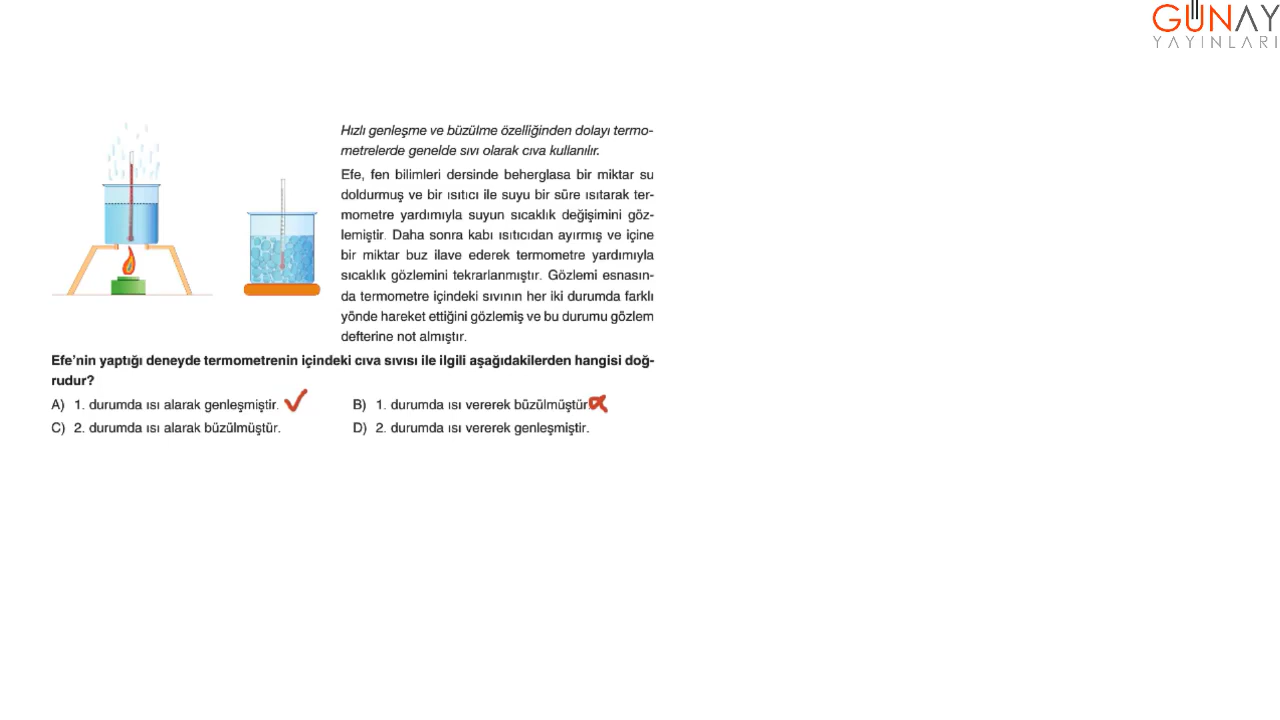 GÜNAY
YAYINLARI
Hızlı genleşme ve büzülme özelliğinden dolayı termo-
metrelerde genelde sıvı olarak cıva kullanılır.
Efe, fen bilimleri dersinde beherglasa bir miktar su
doldurmuş ve bir ısıtıcı ile suyu bir süre ısıtarak ter-
mometre yardımıyla suyun sıcaklık değişimini göz-
lemiştir. Daha sonra kabı ısıtıcıdan ayırmış ve içine
bir miktar buz ilave ederek termometre yardımıyla
sıcaklık gözlemini tekrarlanmıştır. Gözlemi esnasın-
da termometre içindeki sıvının her iki durumda farklı
yönde hareket ettiğini gözlemiş ve bu durumu gözlem
defterine not almıştır.
Efe'nin yaptığı deneyde termometrenin içindeki cıva sıvısı ile ilgili aşağıdakilerden hangisi doğ-
rudur?
A) 1. durumda ısı alarak genleşmiştir. B) 1. durumda ısı vererek büzülmüştür.
C) 2. durumda ısı alarak büzülmüştür. D) 2. durumda ısı vererek genleşmiştir.